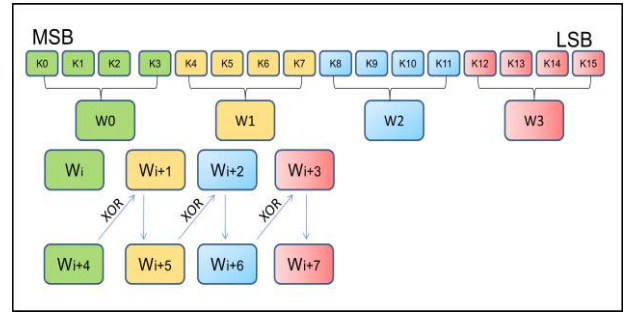 MSB LSB
K0 K1 K2 K3 K4 K5 K6 K7 K8 K9 K10 K11 K12 K13 K14 K15
W0 W1 W2 W3
Wi Wi+1 Wi+2 Wi+3
XOR XOR XOR
Wi+4 Wi+5 Wi+6 Wi+7